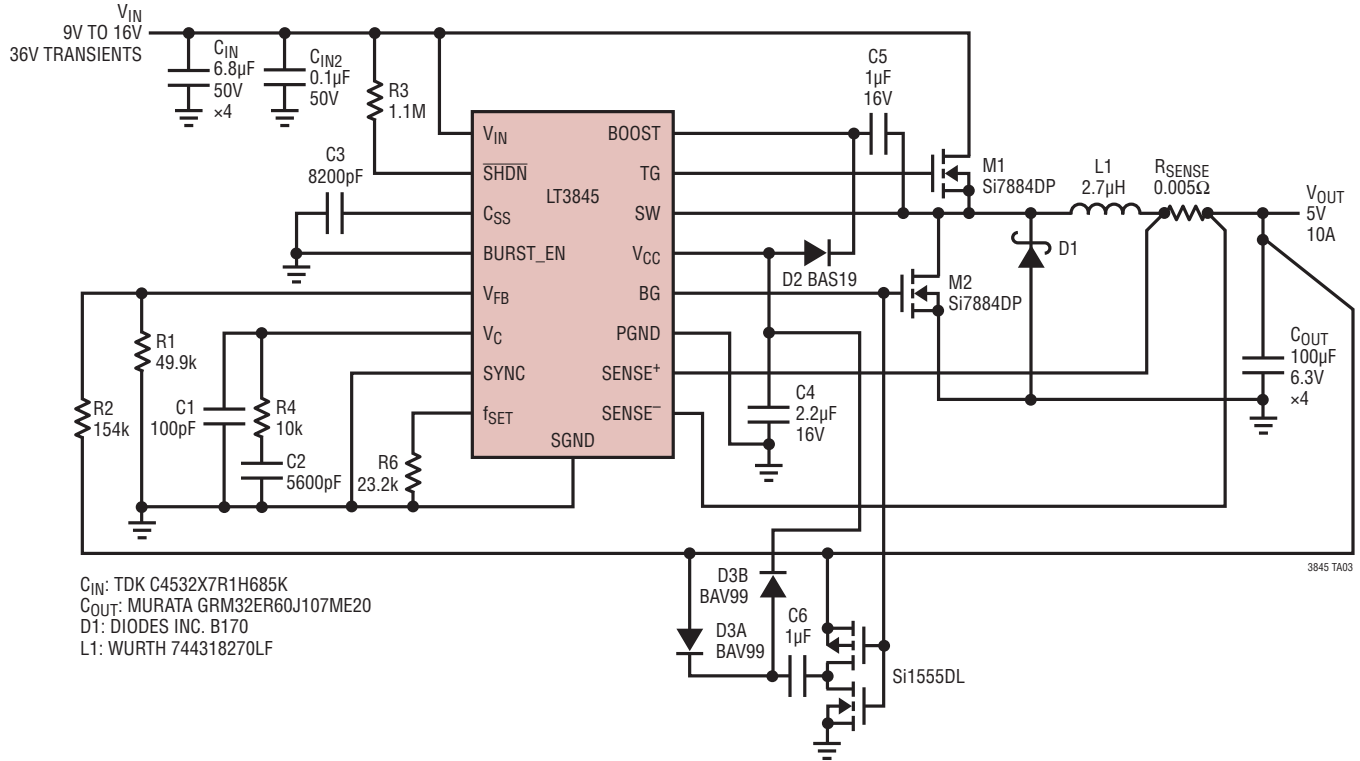 VIN
9V TO 16V
36V TRANSIENTS
CIN
6.8µF
50V
×4
CIN2
0.1µF
50V
R3
1.1M
C3
8200pF
LT3845
VIN
SHDN
CSS
BURST_EN
VFB
VC
SYNC
fSET
SGND
BOOST
TG
SW
VCC
BG
PGND
SENSE+
SENSE–
C5
1µF
16V
M1
Si7884DP
L1
2.7µH
RSENSE
0.005Ω
VOUT
5V
10A
D2 BAS19
M2
Si7884DP
D1
COUT
100µF
6.3V
×4
R1
49.9k
R2
154k
C1
100pF
R4
10k
C2
5600pF
R6
23.2k
C4
2.2µF
16V
D3B
BAV99
D3A
BAV99
C6
1µF
Si1555DL
3845 TA03
CIN: TDK C4532X7R1H685K
COUT: MURATA GRM32ER60J107ME20
D1: DIODES INC. B170
L1: WURTH 744318270LF